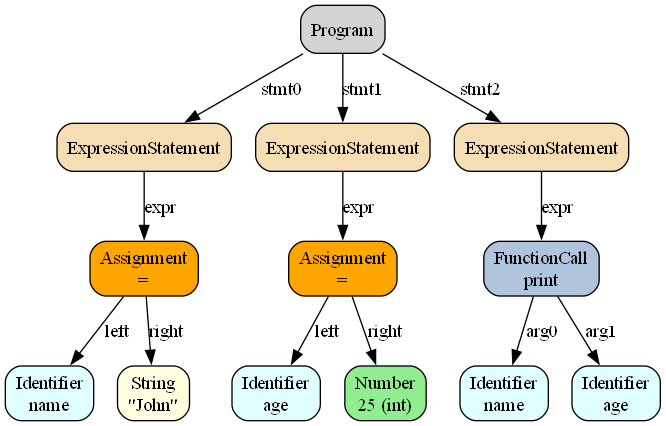 Program
stmt0
stmt1
stmt2
ExpressionStatement
ExpressionStatement
ExpressionStatement
expr
expr
expr
Assignment
=
Assignment
=
FunctionCall
print
left
right
left
right
arg0
arg1
Identifier
name
String
"John"
Identifier
age
Number
25 (int)
Identifier
name
Identifier
age